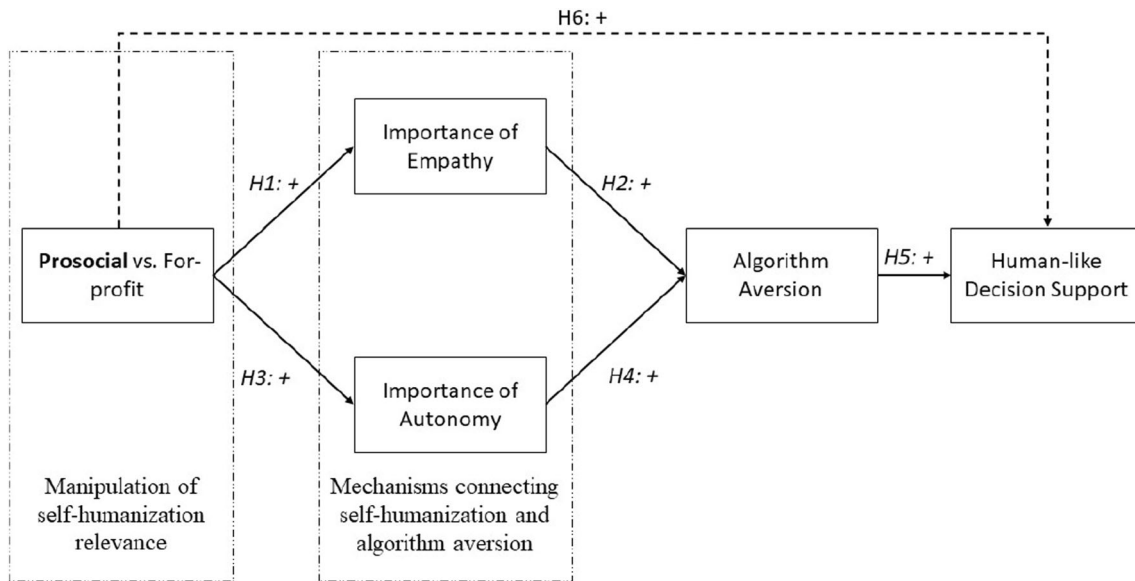 H6: +
Importance of
Empathy
H1: +
H2: +
Prosocial vs. For-
profit
Algorithm
Aversion
H5: +
Human-like
Decision Support
H3: +
H4: +
Importance of
Autonomy
Manipulation of
self-humanization
relevance
Mechanisms connecting
self-humanization and
algorithm aversion